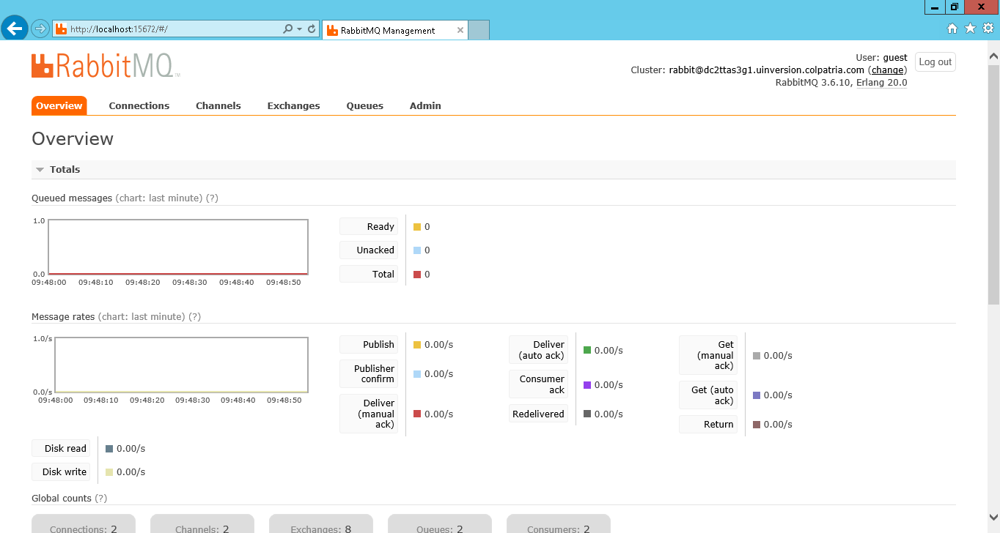 http://localhost:15672/#/
RabbitMQ Management
RabbitMQ TM
User: guest
Cluster: rabbit@dc2ttas3g1.uinversion.colpatria.com (change)
RabbitMQ 3.6.10, Erlang 20.0
Log out
Overview
Connections
Channels
Exchanges
Queues
Admin
Overview
Totals
Queued messages (chart: last minute) (?)
1.0
0.0
09:48:00 09:48:10 09:48:20 09:48:30 09:48:40 09:48:50
Ready 0
Unacked 0
Total 0
Message rates (chart: last minute) (?)
1.0/s
0.0/s
09:48:00 09:48:10 09:48:20 09:48:30 09:48:40 09:48:50
Publish 0.00/s
Publisher
confirm 0.00/s
Deliver
(manual
ack) 0.00/s
Deliver
(auto ack) 0.00/s
Consumer
ack 0.00/s
Redelivered 0.00/s
Get
(manual
ack) 0.00/s
Get (auto
ack) 0.00/s
Return 0.00/s
Disk read 0.00/s
Disk write 0.00/s
Global counts (?)
Connections: 2
Channels: 2
Exchanges: 8
Queues: 2
Consumers: 2